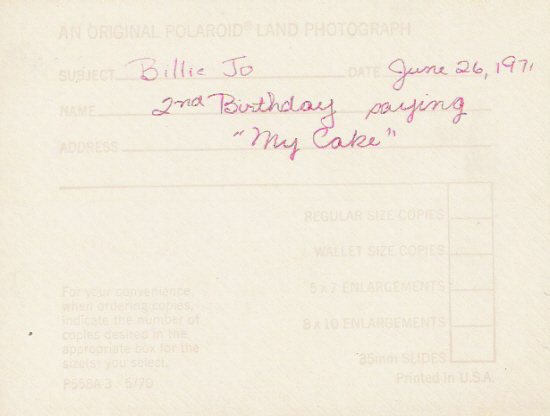 AN ORIGINAL POLAROID® LAND PHOTOGRAPH
SUBJECT Billie Jo DATE June 26, 1971
NAME 2nd Birthday saying
ADDRESS "My Cake"
REGULAR SIZE COPIES
WALLET SIZE COPIES
5 x 7 ENLARGEMENTS
8 x 10 ENLARGEMENTS
35mm SLIDES
For your convenience
when ordering copies,
indicate the number of
copies desired in the
appropriate box for the
size(s) you select.
P558A-3 6/70
Printed in U.S.A.